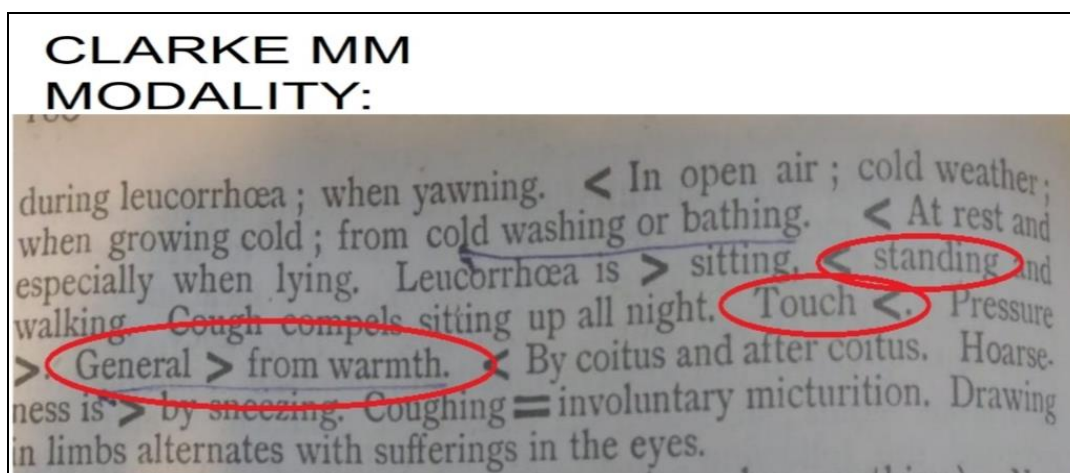 CLARKE MM
MODALITY:
during leucorrhœa ; when yawning. < In open air ; cold weather ;
when growing cold ; from cold washing or bathing. < At rest and
especially when lying. Leucorrhœa is > sitting, < standing and
walking. Cough compels sitting up all night. Touch <. Pressure
>. General > from warmth. < By coitus and after coitus. Hoarse-
ness is > by sneezing. Coughing = involuntary micturition. Drawing
in limbs alternates with sufferings in the eyes.